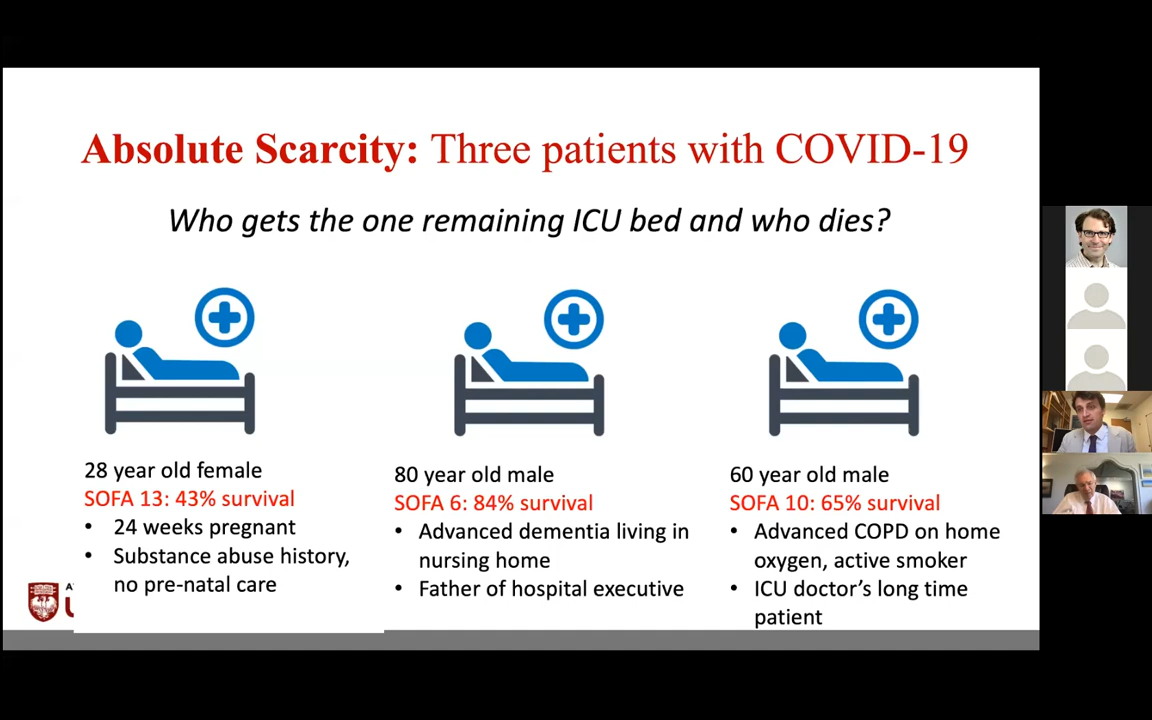 Absolute Scarcity: Three patients with COVID-19
Who gets the one remaining ICU bed and who dies?
28 year old female
SOFA 13: 43% survival
• 24 weeks pregnant
• Substance abuse history,
no pre-natal care
80 year old male
SOFA 6: 84% survival
• Advanced dementia living in
nursing home
• Father of hospital executive
60 year old male
SOFA 10: 65% survival
• Advanced COPD on home
oxygen, active smoker
• ICU doctor’s long time
patient